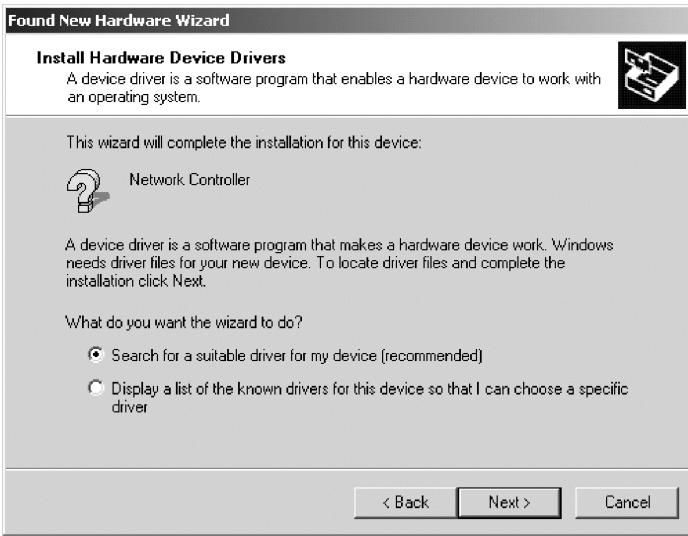 Found New Hardware Wizard
Install Hardware Device Drivers
A device driver is a software program that enables a hardware device to work with
an operating system.
This wizard will complete the installation for this device:
Network Controller
A device driver is a software program that makes a hardware device work. Windows
needs driver files for your new device. To locate driver files and complete the
installation click Next.
What do you want the wizard to do?
Search for a suitable driver for my device (recommended)
Display a list of the known drivers for this device so that I can choose a specific
driver
< Back Next > Cancel